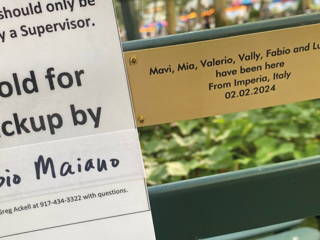 should only be
y a Supervisor.
old for
ckup by
io Maiano
Greg Ackell at 917-434-3322 with questions.
Mavi, Mia, Valerio, Vally, Fabio and Lu
have been here
From Imperia, Italy
02.02.2024